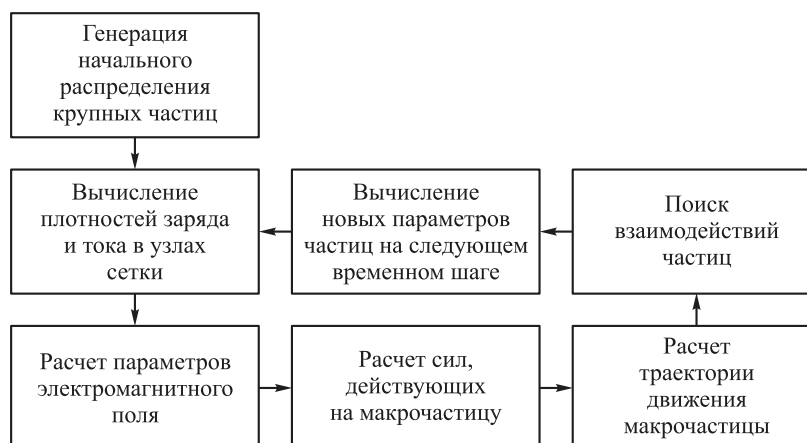 Генерация
начального
распределения
крупных частиц
Вычисление
плотностей заряда
и тока в узлах
сетки
Вычисление
новых параметров
частиц на следующем
временном шаге
Поиск
взаимодействий
частиц
Расчет параметров
электромагнитного
поля
Расчет сил,
действующих
на макрочастицу
Расчет
траектории
движения
макрочастицы